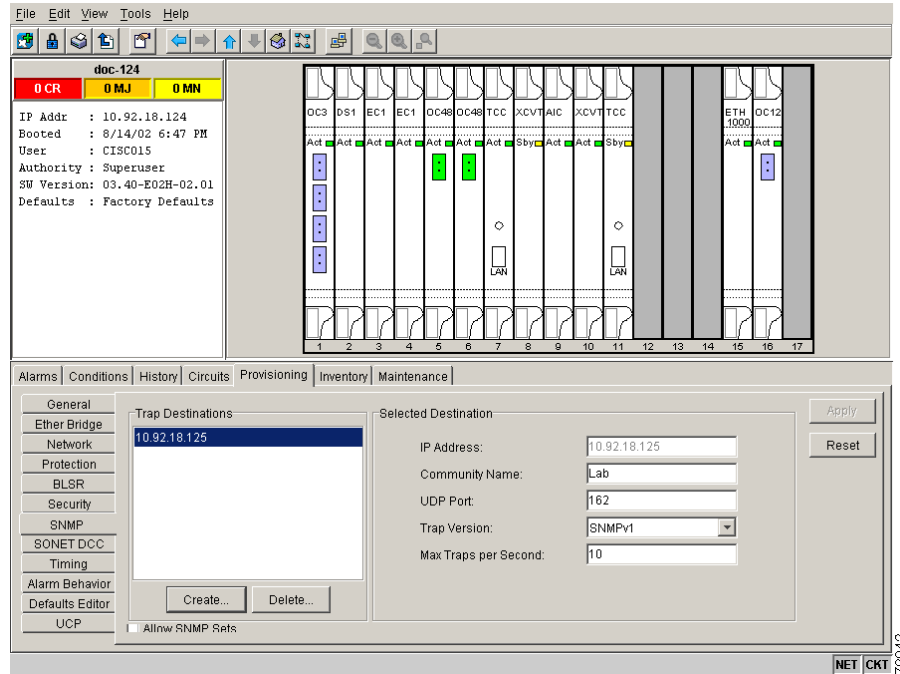 File Edit View Tools Help
doc-124
0 CR 0 MJ 0 MN
IP Addr : 10.92.18.124
Booted : 8/14/02 6:47 PM
User : CISCO15
Authority : Superuser
SW Version: 03.40-E02H-02.01
Defaults : Factory Defaults
OC3 DS1 EC1 EC1 OC48 OC48 TCC XCVT AIC XCVT TCC ETH 1000 OC12
Act Act Act Act Act Act Act Sby Act Act Sby Act Act
LAN LAN
1 2 3 4 5 6 7 8 9 10 11 12 13 14 15 16 17
Alarms Conditions History Circuits Provisioning Inventory Maintenance
General
Ether Bridge
Network
Protection
BLSR
Security
SNMP
SONET DCC
Timing
Alarm Behavior
Defaults Editor
UCP
Trap Destinations
10.92.18.125
Create... Delete...
Allow SNMP Sets
Selected Destination
IP Address: 10.92.18.125
Community Name: Lab
UDP Port: 162
Trap Version: SNMPv1
Max Traps per Second: 10
Apply
Reset
NET CKT